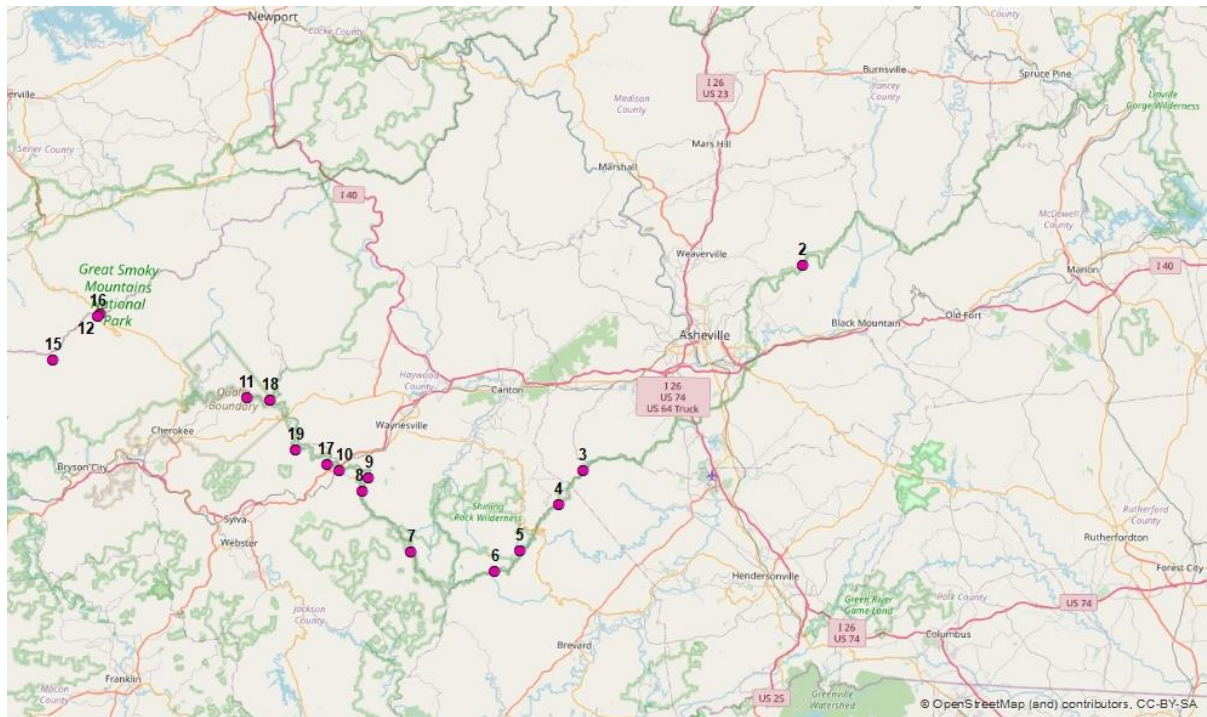 Newport
Cocke County
County
Burnsville
Spruce Pine
I 26
US 23
Yancey
County
Madison
County
Linville
Gorge Wilderness
erville
Mars Hill
Sevier County
Marshall
I 40
McDowell
County
2
Weaverville
Great Smoky
Mountains
National
Park
16
12
Marion
I 40
Old Fort
Black Mountain
Asheville
15
Haywood
County
Canton
I 26
US 74
US 64 Truck
11
18
Qualla
Boundary
Cherokee
Waynesville
19
17
10
9
8
3
Bryson City
4
Shining
Rock Wilderness
Sylva
Webster
Rutherford
County
7
5
6
Rutherfordton
Forest City
Hendersonville
Green River
Game Land
Polk County
US 74
Jackson
County
Brevard
I 26
US 74
Columbus
Franklin
Macon
County
US 25
Greenville
Watershed
© OpenStreetMap (and) contributors, CC-BY-SA